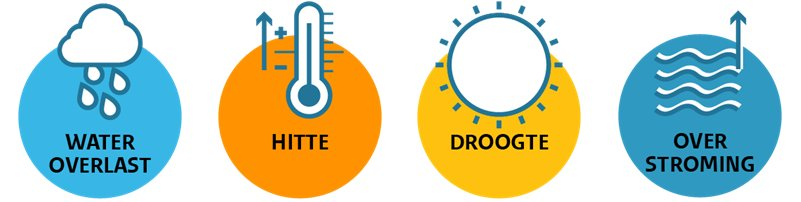 WATER
OVERLAST
HITTE
DROOGTE
OVER
STROMING